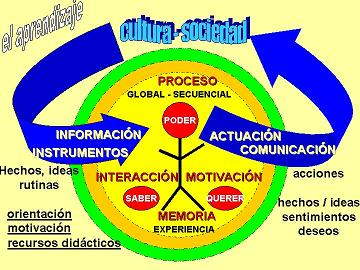 el aprendizaje
cultura - sociedad
PROCESO
GLOBAL - SECUENCIAL
PODER
INFORMACIÓN
INSTRUMENTOS
ACTUACIÓN
COMUNICACIÓN
Hechos, ideas
rutinas
INTERACCIÓN
MOTIVACIÓN
acciones
SABER
QUERER
hechos / ideas
sentimientos
deseos
MEMORIA
EXPERIENCIA
orientación
motivación
recursos didácticos